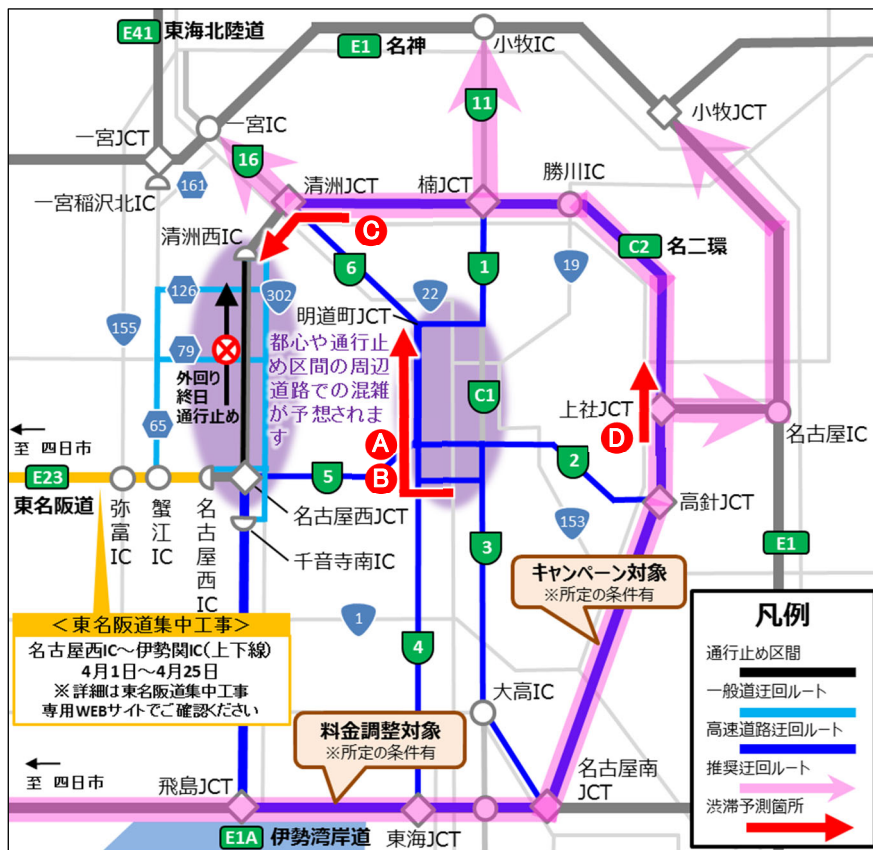 E41 東海北陸道
小牧IC
E1 名神
11
一宮IC
小牧JCT
一宮JCT
16
161
清洲JCT
楠JCT
勝川IC
一宮稲沢北IC
清洲西IC
C
C2 名二環
6
1
19
126
302
22
明道町JCT
155
都心や通行止
め区間の周辺
道路での混雑
が予想されま
す
79
外回り
終日
通行止め
C1
上社JCT
65
A
D
名古屋IC
至 四日市
B
2
E23
5
高針JCT
東名阪道
名古屋西JCT
弥富IC
蟹江IC
名古屋西IC
3
153
千音寺南IC
E1
キャンペーン対象
※所定の条件有
凡例
<東名阪道集中工事>
名古屋西IC~伊勢関IC(上下線)
4月1日~4月25日
※詳細は東名阪道集中工事
専用WEBサイトでご確認ください
1
4
通行止め区間
一般道迂回ルート
大高IC
高速道路迂回ルート
料金調整対象
※所定の条件有
推奨迂回ルート
至 四日市
飛島JCT
名古屋南
JCT
渋滞予測箇所
E1A 伊勢湾岸道
東海JCT